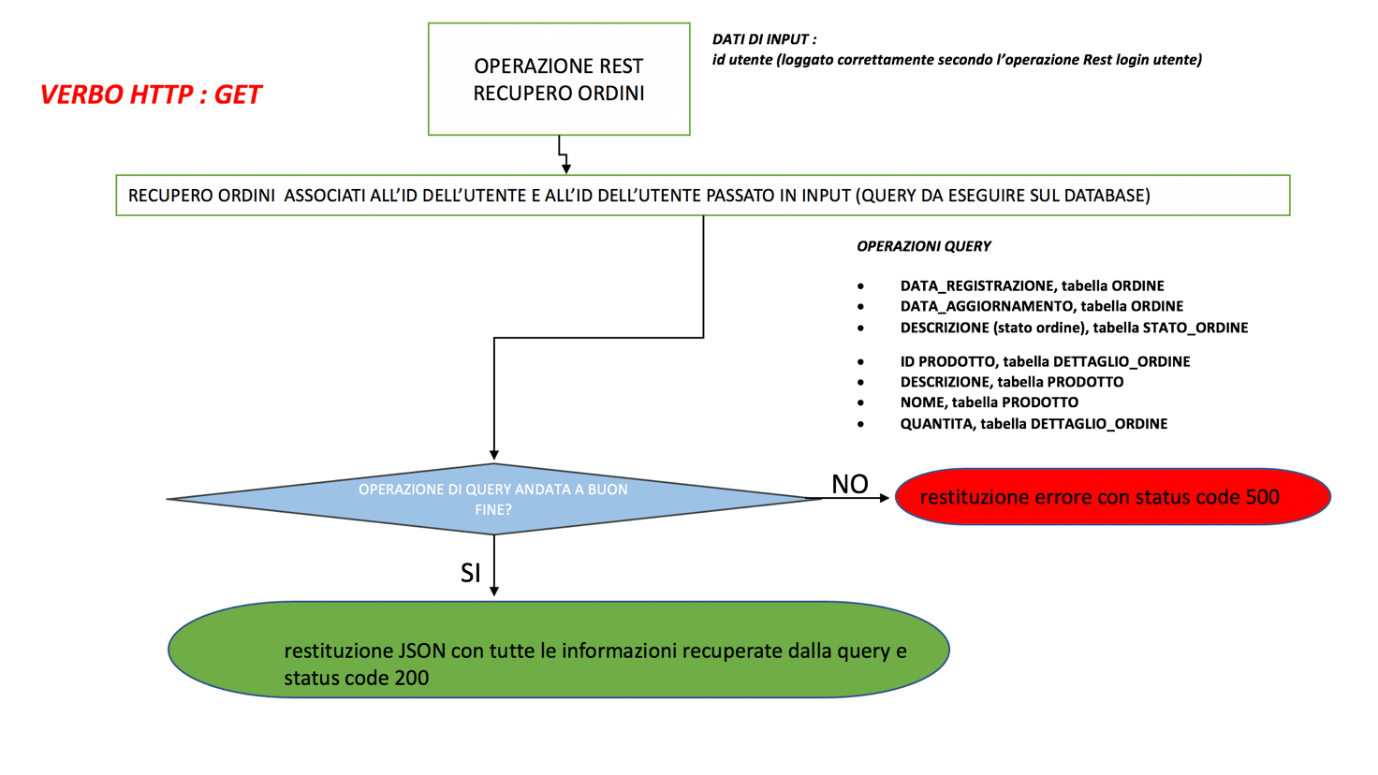 VERBO HTTP : GET
OPERAZIONE REST
RECUPERO ORDINI
DATI DI INPUT :
id utente (loggato correttamente secondo l’operazione Rest login utente)
RECUPERO ORDINI  ASSOCIATI ALL’ID DELL’UTENTE E ALL’ID DELL’UTENTE PASSATO IN INPUT (QUERY DA ESEGUIRE SUL DATABASE)
OPERAZIONI QUERY
• DATA_REGISTRAZIONE, tabella ORDINE
• DATA_AGGIORNAMENTO, tabella ORDINE
• DESCRIZIONE (stato ordine), tabella STATO_ORDINE
• ID PRODOTTO, tabella DETTAGLIO_ORDINE
• DESCRIZIONE, tabella PRODOTTO
• NOME, tabella PRODOTTO
• QUANTITA, tabella DETTAGLIO_ORDINE
OPERAZIONE DI QUERY ANDATA A BUON
FINE?
NO
restituzione errore con status code 500
SI
restituzione JSON con tutte le informazioni recuperate dalla query e
status code 200